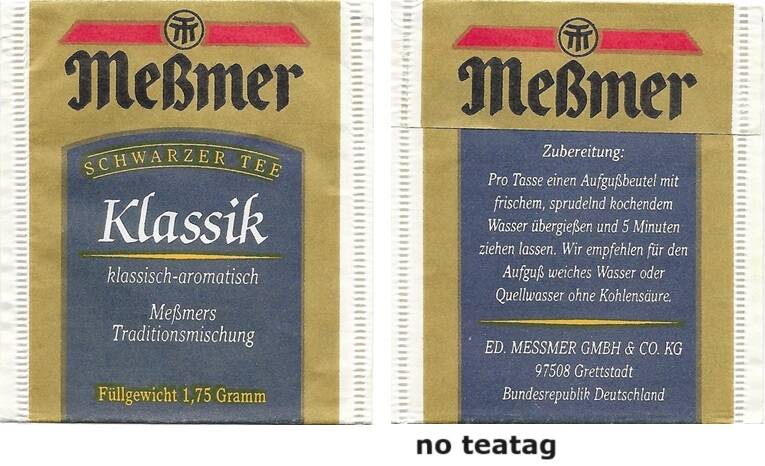 Meßmer
SCHWARZER TEE
Klassik
klassisch-aromatisch
Meßmers
Traditionsmischung
Füllgewicht 1,75 Gramm
Meßmer
Zubereitung:
Pro Tasse einen Aufgußbeutel mit
frischem, sprudelnd kochendem
Wasser übergießen und 5 Minuten
ziehen lassen. Wir empfehlen für den
Aufguß weiches Wasser oder
Quellwasser ohne Kohlensäure.
ED. MESSMER GMBH & CO. KG
97508 Grettstadt
Bundesrepublik Deutschland
no teatag